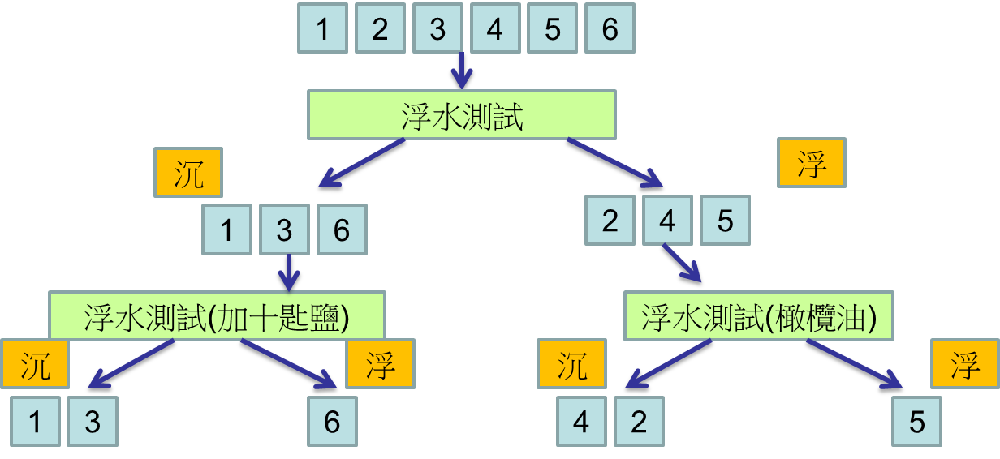 1 2 3 4 5 6
浮水測試
沉
浮
1 3 6
2 4 5
浮水測試(加十匙鹽)
浮水測試(橄欖油)
沉
浮
沉
浮
1 3
6
4 2
5